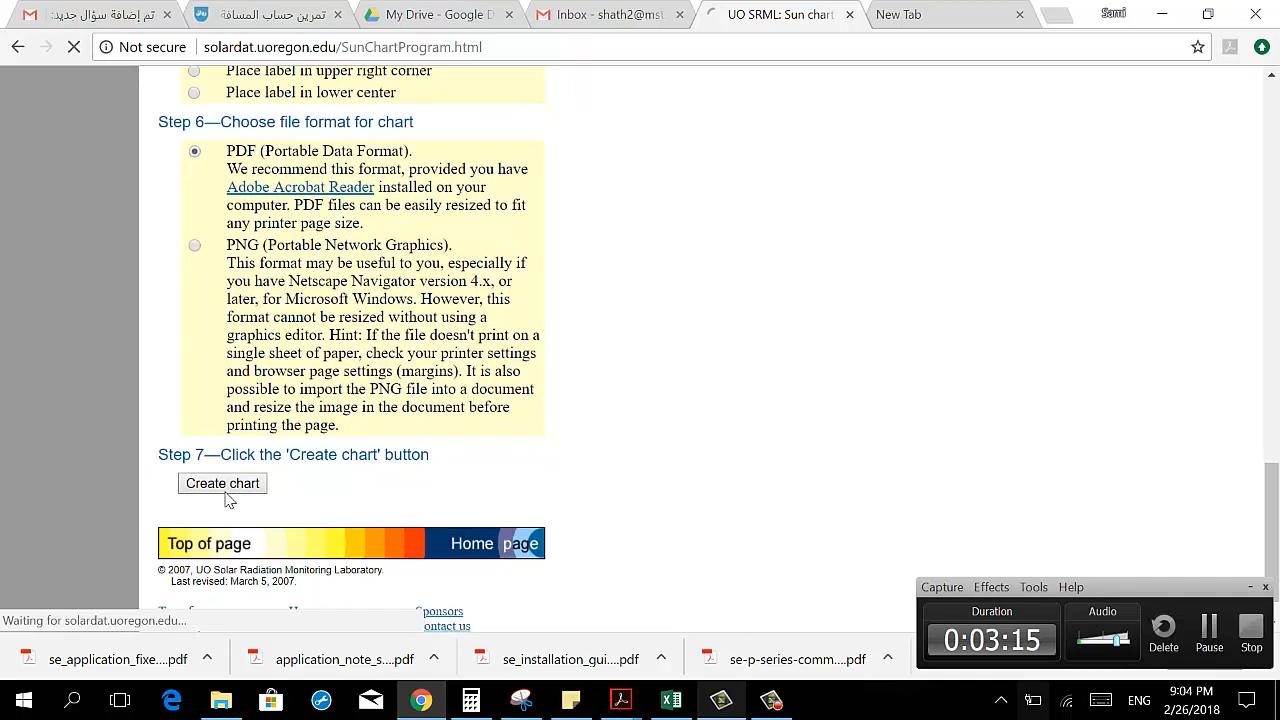 تم إضافة سؤال جديد:
تمرين حساب المسافة
My Drive - Google D
Inbox - shath2@mst
UO SRML: Sun chart
New Tab
Sami
Not secure
solardat.uoregon.edu/SunChartProgram.html
Place label in upper right corner
Place label in lower center
Step 6—Choose file format for chart
PDF (Portable Data Format).
We recommend this format, provided you have
Adobe Acrobat Reader installed on your
computer. PDF files can be easily resized to fit
any printer page size.
PNG (Portable Network Graphics).
This format may be useful to you, especially if
you have Netscape Navigator version 4.x, or
later, for Microsoft Windows. However, this
format cannot be resized without using a
graphics editor. Hint: If the file doesn't print on a
single sheet of paper, check your printer settings
and browser page settings (margins). It is also
possible to import the PNG file into a document
and resize the image in the document before
printing the page.
Step 7—Click the 'Create chart' button
Create chart
Top of page
Home page
© 2007, UO Solar Radiation Monitoring Laboratory.
Last revised: March 5, 2007.
Sponsors
ontact us
Waiting for solardat.uoregon.edu...
Capture Effects Tools Help
Duration
0:03:15
Audio
Delete
Pause
Stop
se_application_fixe....pdf
se_installation_gui....pdf
se-p-series-comm....pdf
ENG
9:04 PM
2/26/2018